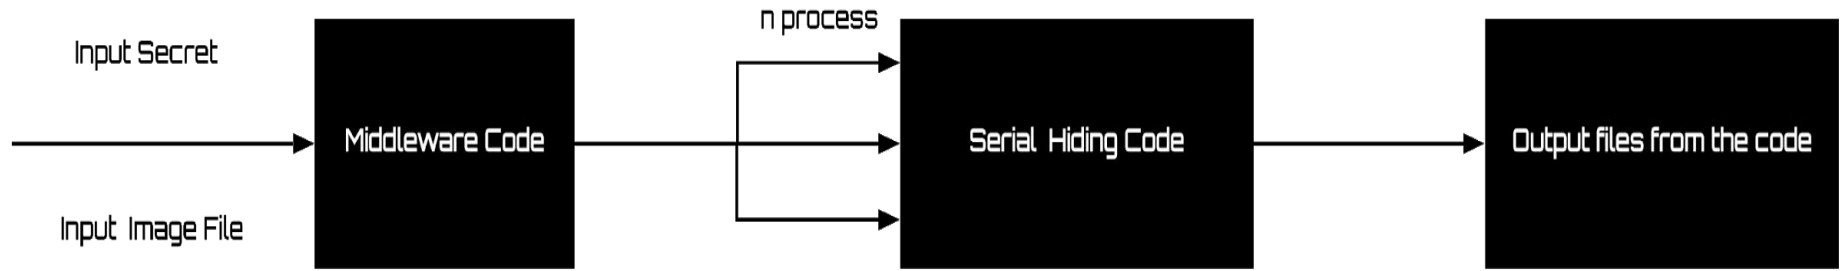 n process
Input Secret
Middleware Code
Serial Hiding Code
Output files from the code
Input Image File